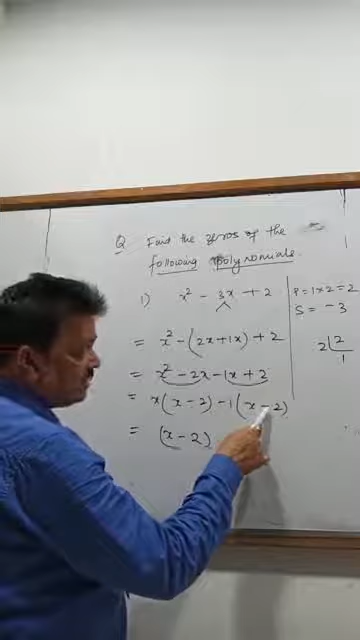 Q Find the zeros of the
following Polynomials.
1) x² - 3x + 2
= x² - (2x+1x) + 2
= x² - 2x - 1x + 2
= x(x-2) - 1(x-2)
= (x-2)
P = 1×2 = 2
S = -3
2 | 2
1